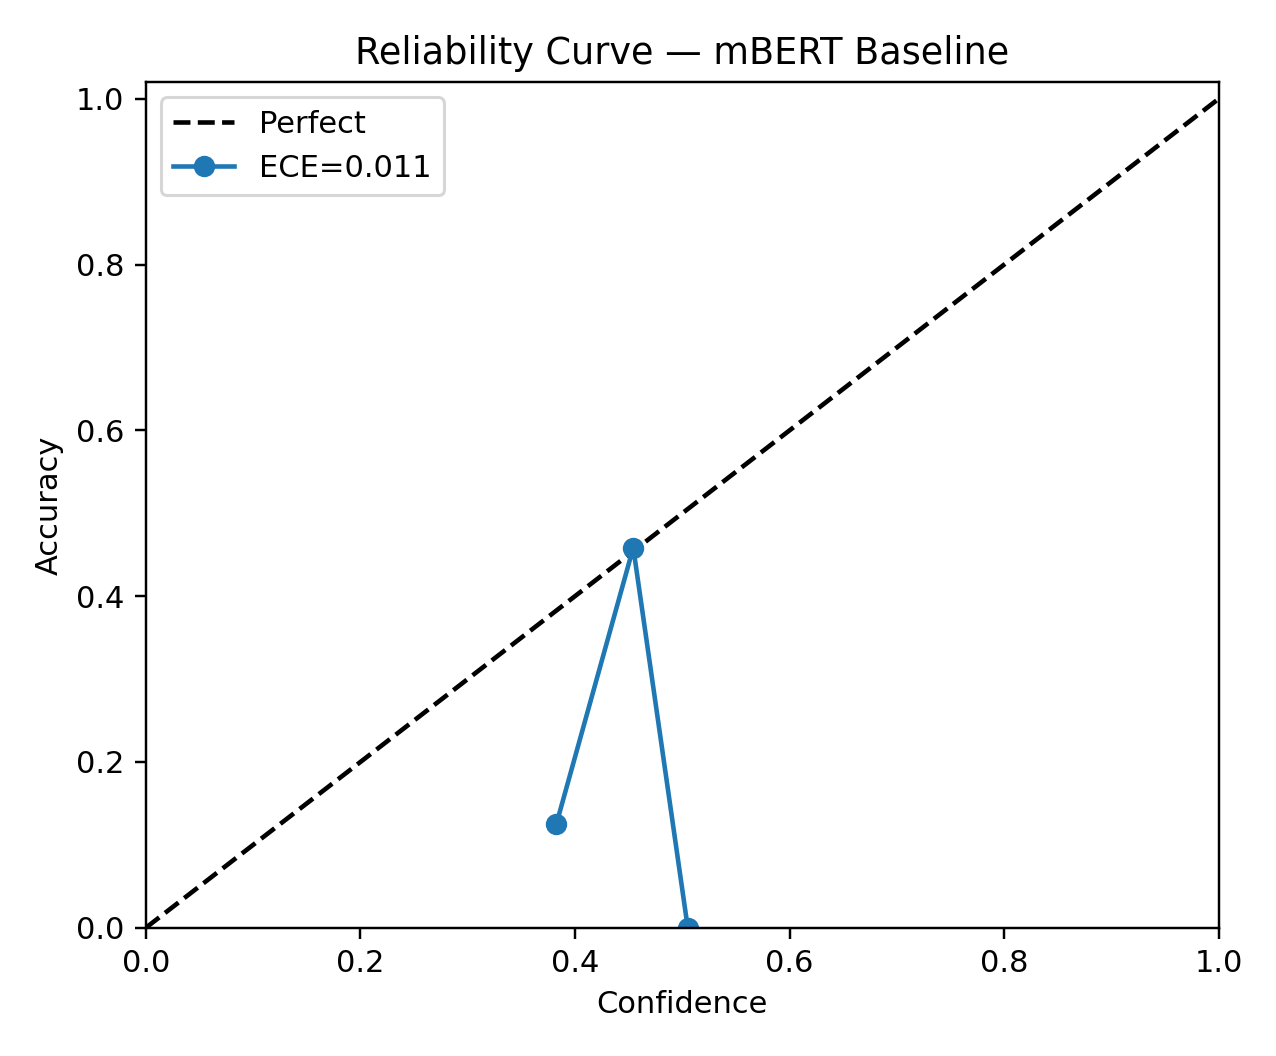 Reliability Curve — mBERT Baseline
Perfect
ECE=0.011
1.0
0.8
0.6
0.4
0.2
0.0
Accuracy
0.0 0.2 0.4 0.6 0.8 1.0
Confidence